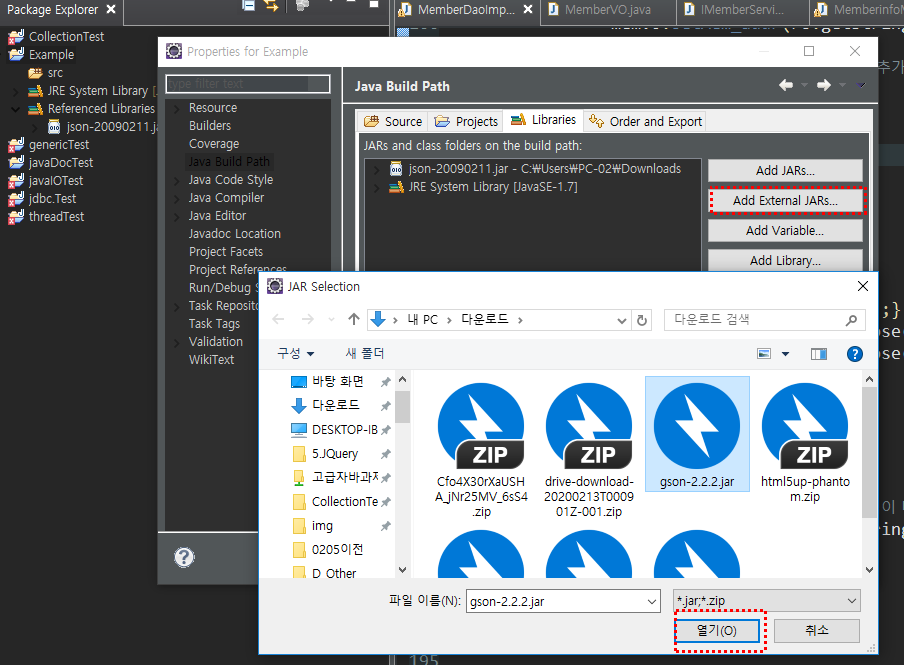 Package Explorer
MemberDaoImp...
MemberVO.java
IMemberServi...
MemberinfoM
CollectionTest
Example
src
JRE System Library [
Referenced Libraries
json-20090211.ja
genericTest
javaDocTest
javaIOTest
jdbc.Test
threadTest
Properties for Example
type filter text
Resource
Builders
Coverage
Java Build Path
Java Code Style
Java Compiler
Java Editor
Javadoc Location
Project Facets
Project References
Run/Debug S
Task Reposito
Task Tags
Validation
WikiText
Java Build Path
Source
Projects
Libraries
Order and Export
JARs and class folders on the build path:
json-20090211.jar - C:₩Users₩PC-02₩Downloads
JRE System Library [JavaSE-1.7]
Add JARs...
Add External JARs...
Add Variable...
Add Library...
추가
;}
ose(
ose(
이
ring
195
JAR Selection
내 PC
다운로드
다운로드 검색
구성
새 폴더
바탕 화면
다운로드
DESKTOP-IB
5.JQuery
고급자바과제
CollectionTe
img
0205이전
D_Other
ZIP
Cfo4X30rXaUSH
A_jNr25MV_6sS4
.zip
ZIP
drive-download-
20200213T0009
01Z-001.zip
gson-2.2.2.jar
ZIP
html5up-phanto
m.zip
파일 이름(N):
gson-2.2.2.jar
*.jar;*.zip
열기(O)
취소